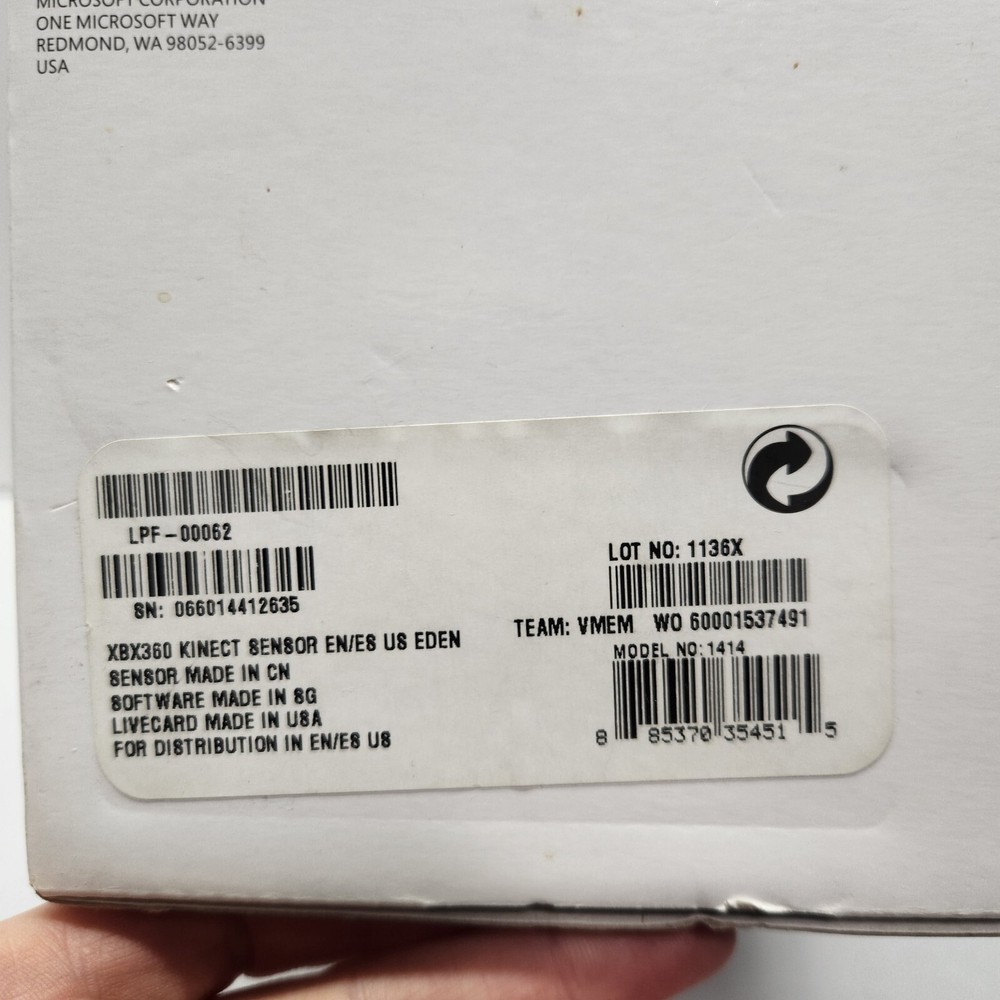 MICROSOFT CORPORATION
ONE MICROSOFT WAY
REDMOND, WA 98052-6399
USA
LPF-00062
SN: 066014412635
XBX360 KINECT SENSOR EN/ES US EDEN
SENSOR MADE IN CN
SOFTWARE MADE IN SG
LIVECARD MADE IN USA
FOR DISTRIBUTION IN EN/ES US
LOT NO: 1136X
TEAM: VMEM WO 60001537491
MODEL NO: 1414
8 85370 35451 5